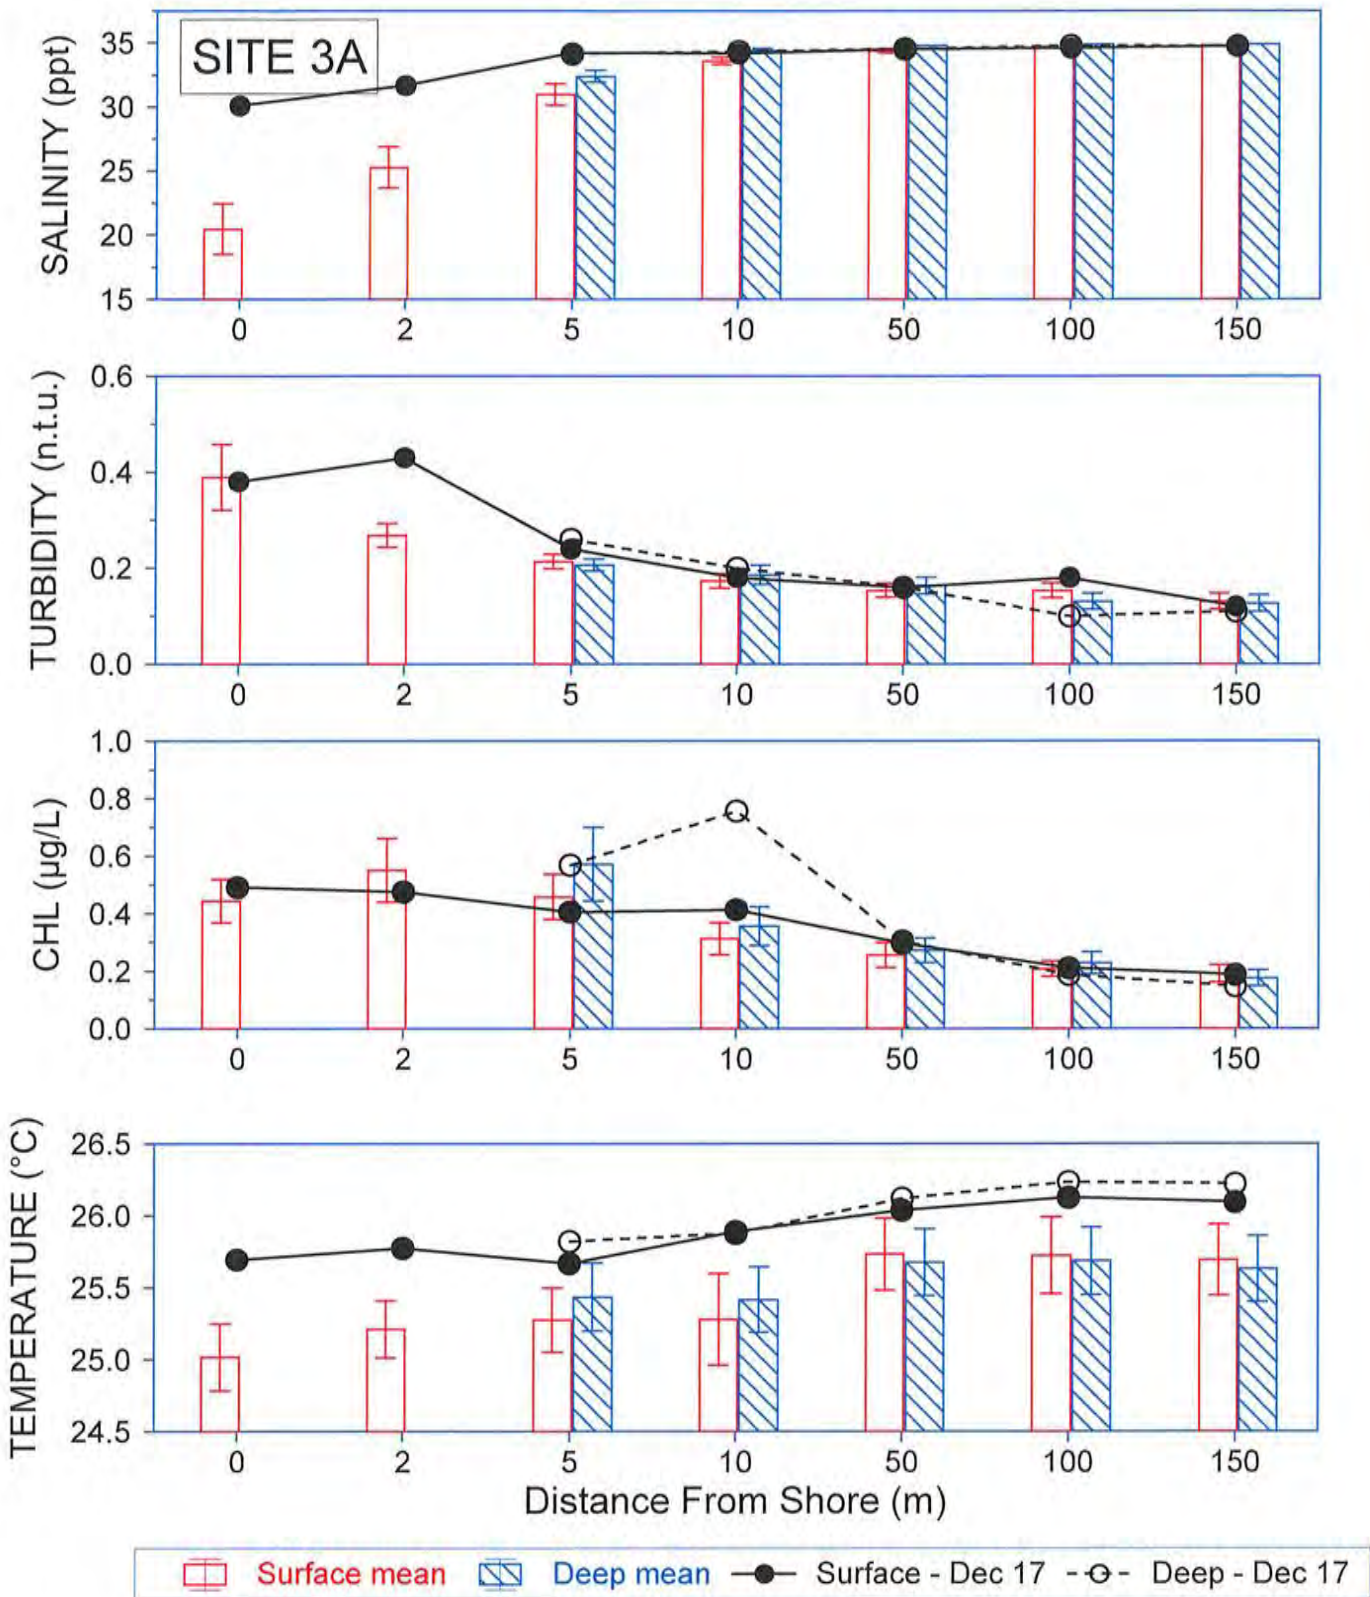 SITE 3A
SALINITY (ppt)
35
30
25
20
15
0 2 5 10 50 100 150
TURBIDITY (n.t.u.)
0.6
0.4
0.2
0.0
0 2 5 10 50 100 150
CHL (µg/L)
1.0
0.8
0.6
0.4
0.2
0.0
0 2 5 10 50 100 150
TEMPERATURE (°C)
26.5
26.0
25.5
25.0
24.5
0 2 5 10 50 100 150
Distance From Shore (m)
Surface mean Deep mean Surface - Dec 17 Deep - Dec 17